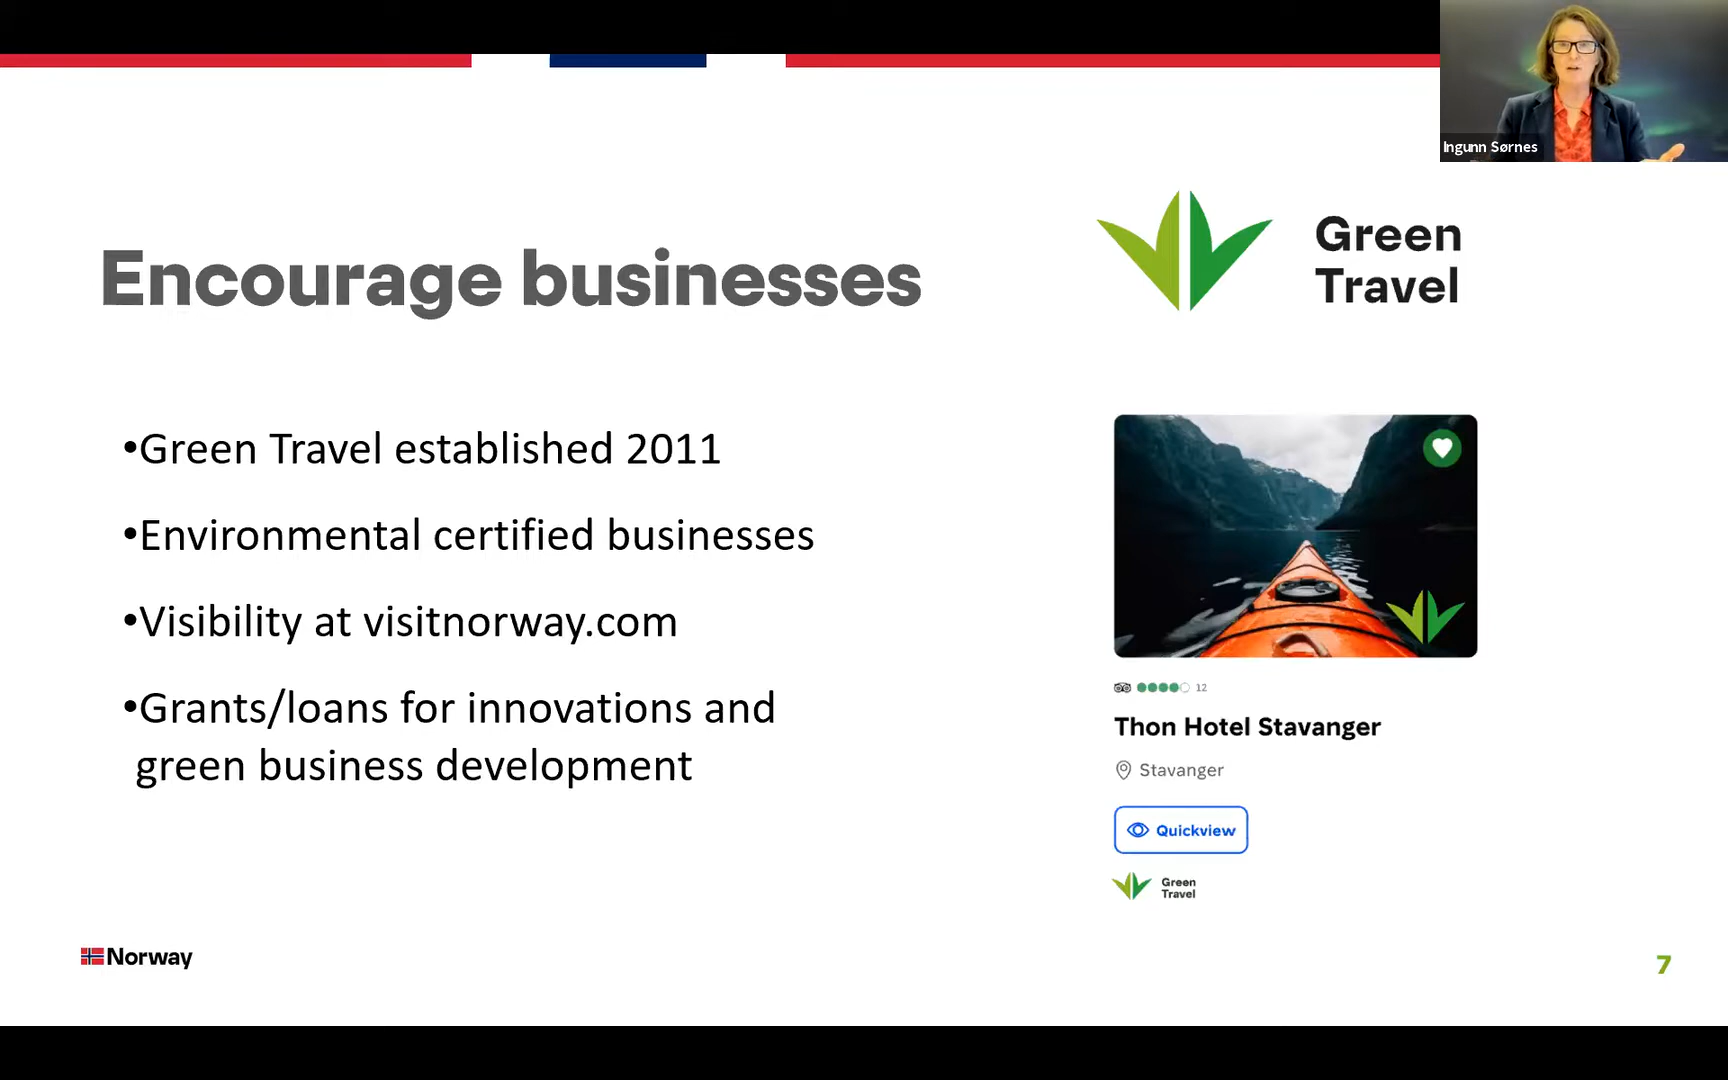 Ingunn Sørnes
Green
Travel
Encourage businesses
•Green Travel established 2011
•Environmental certified businesses
•Visibility at visitnorway.com
•Grants/loans for innovations and
green business development
12
Thon Hotel Stavanger
Stavanger
Quickview
Green
Travel
Norway
7